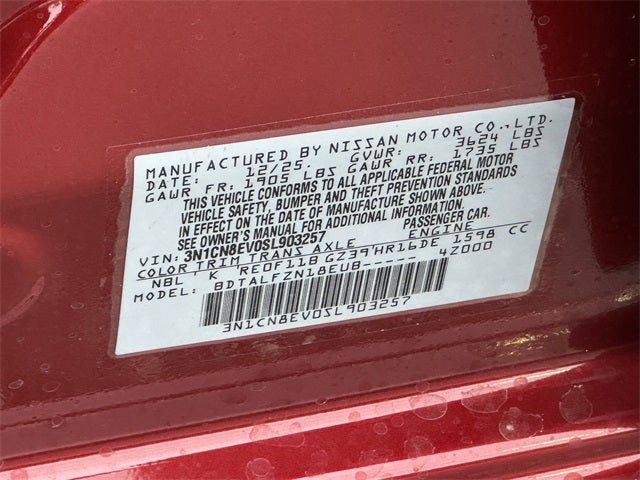 MANUFACTURED BY NISSAN MOTOR CO.,LTD.
DATE: 12/25. GVWR: 3624 LBS
GAWR FR: 1905 LBS GAWR RR: 1735 LBS
THIS VEHICLE CONFORMS TO ALL APPLICABLE FEDERAL MOTOR
VEHICLE SAFETY, BUMPER AND THEFT PREVENTION STANDARDS
IN EFFECT ON THE DATE OF MANUFACTURE SHOWN ABOVE.
SEE OWNER'S MANUAL FOR ADDITIONAL INFORMATION.
VIN: 3N1CN8EV0SL903257 PASSENGER CAR.
COLOR TRIM TRANS AXLE ENGINE
NBL K RE0F11B GZ39 HR16DE 1598 CC
MODEL: BDTALFZN18EUB----- 4Z000
3N1CN8EV0SL903257